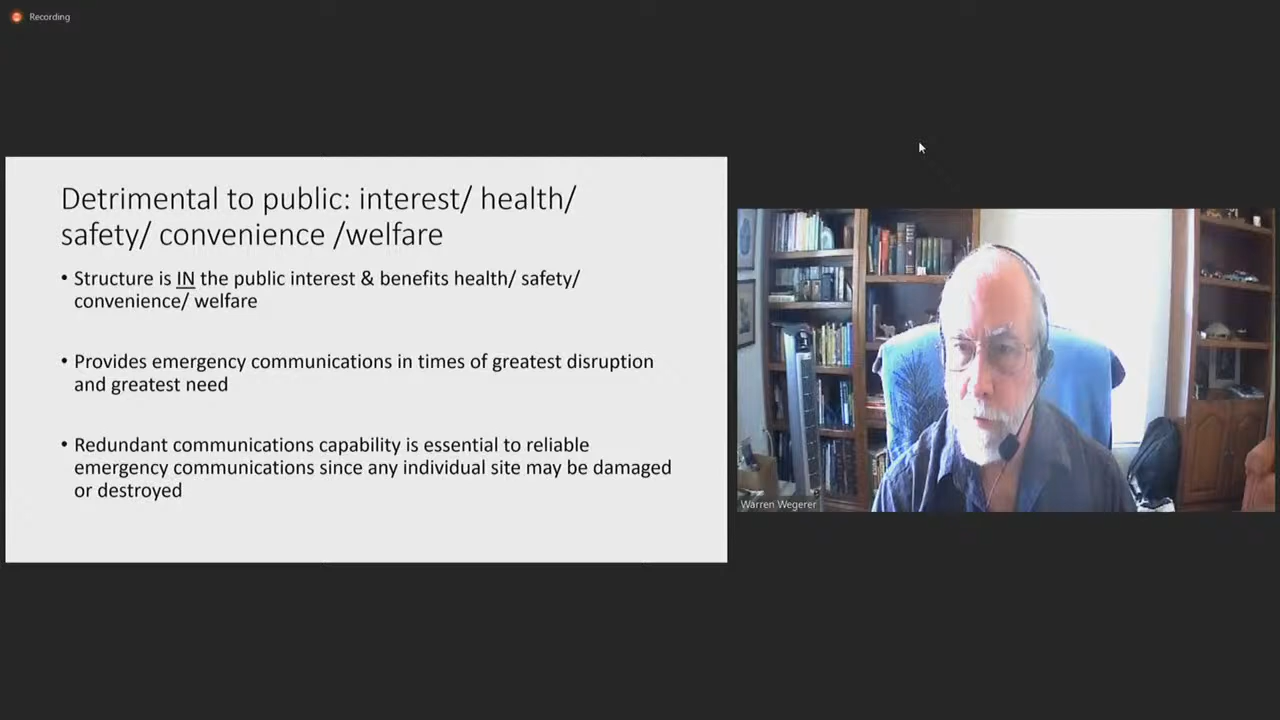 Recording
Detrimental to public: interest/ health/
safety/ convenience /welfare
• Structure is IN the public interest & benefits health/ safety/
convenience/ welfare
• Provides emergency communications in times of greatest disruption
and greatest need
• Redundant communications capability is essential to reliable
emergency communications since any individual site may be damaged
or destroyed
Warren Wegerer